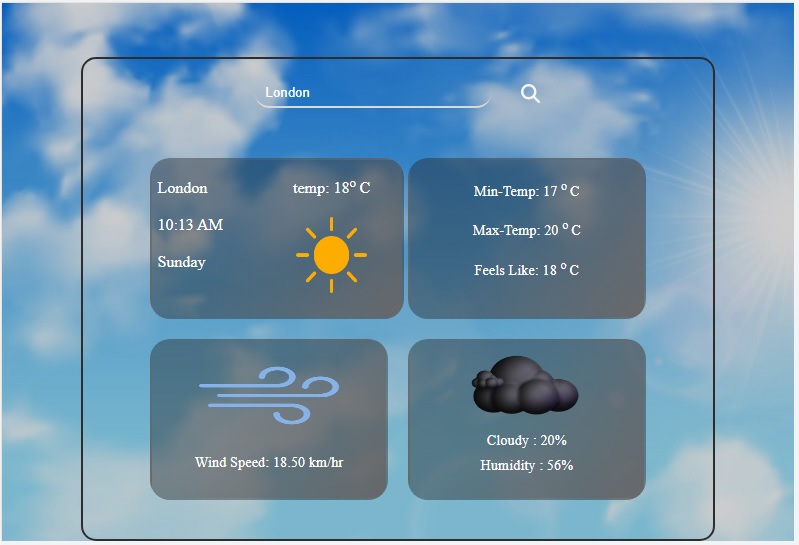 London
London
temp: 18º C
10:13 AM
Sunday
Min-Temp: 17 º C
Max-Temp: 20 º C
Feels Like: 18 º C
Wind Speed: 18.50 km/hr
Cloudy : 20%
Humidity : 56%